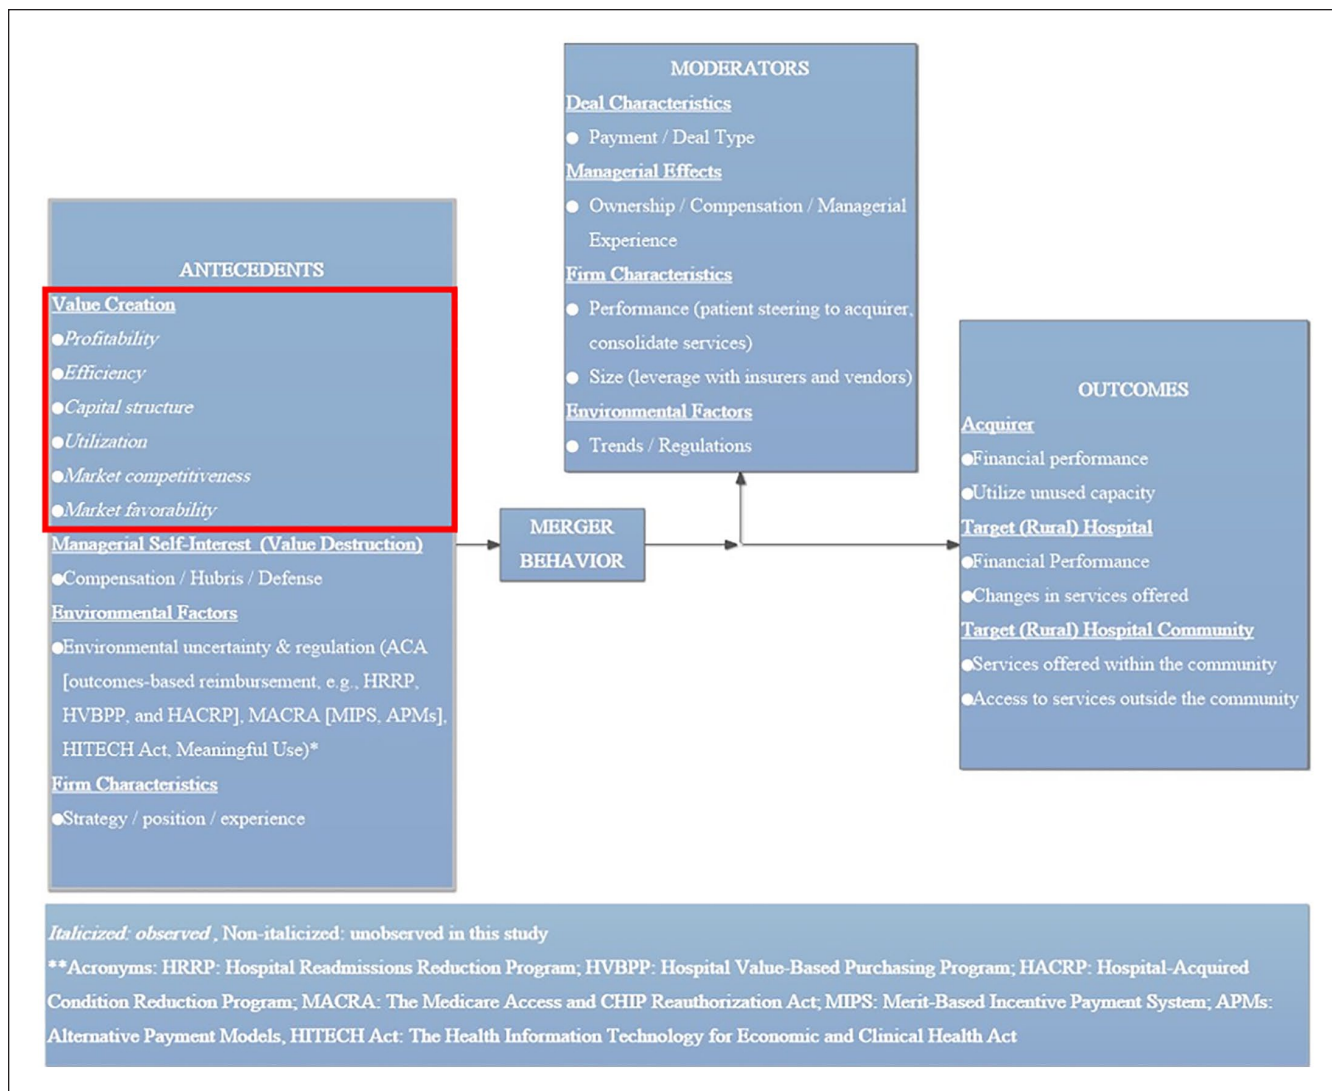 MODERATORS
Deal Characteristics
● Payment / Deal Type
Managerial Effects
● Ownership / Compensation / Managerial
Experience
Firm Characteristics
● Performance (patient steering to acquirer,
consolidate services)
● Size (leverage with insurers and vendors)
Environmental Factors
● Trends / Regulations
ANTECEDENTS
Value Creation
●Profitability
●Efficiency
●Capital structure
●Utilization
●Market competitiveness
●Market favorability
Managerial Self-Interest (Value Destruction)
●Compensation / Hubris / Defense
Environmental Factors
●Environmental uncertainty & regulation (ACA
[outcomes-based reimbursement, e.g., HRRP,
HVBPP, and HACRP], MACRA [MIPS, APMs],
HITECH Act, Meaningful Use)*
Firm Characteristics
●Strategy / position / experience
MERGER
BEHAVIOR
OUTCOMES
Acquirer
●Financial performance
●Utilize unused capacity
Target (Rural) Hospital
●Financial Performance
●Changes in services offered
Target (Rural) Hospital Community
●Services offered within the community
●Access to services outside the community
Italicized: observed , Non-italicized: unobserved in this study
**Acronyms: HRRP: Hospital Readmissions Reduction Program; HVBPP: Hospital Value-Based Purchasing Program; HACRP: Hospital-Acquired
Condition Reduction Program; MACRA: The Medicare Access and CHIP Reauthorization Act; MIPS: Merit-Based Incentive Payment System; APMs:
Alternative Payment Models, HITECH Act: The Health Information Technology for Economic and Clinical Health Act